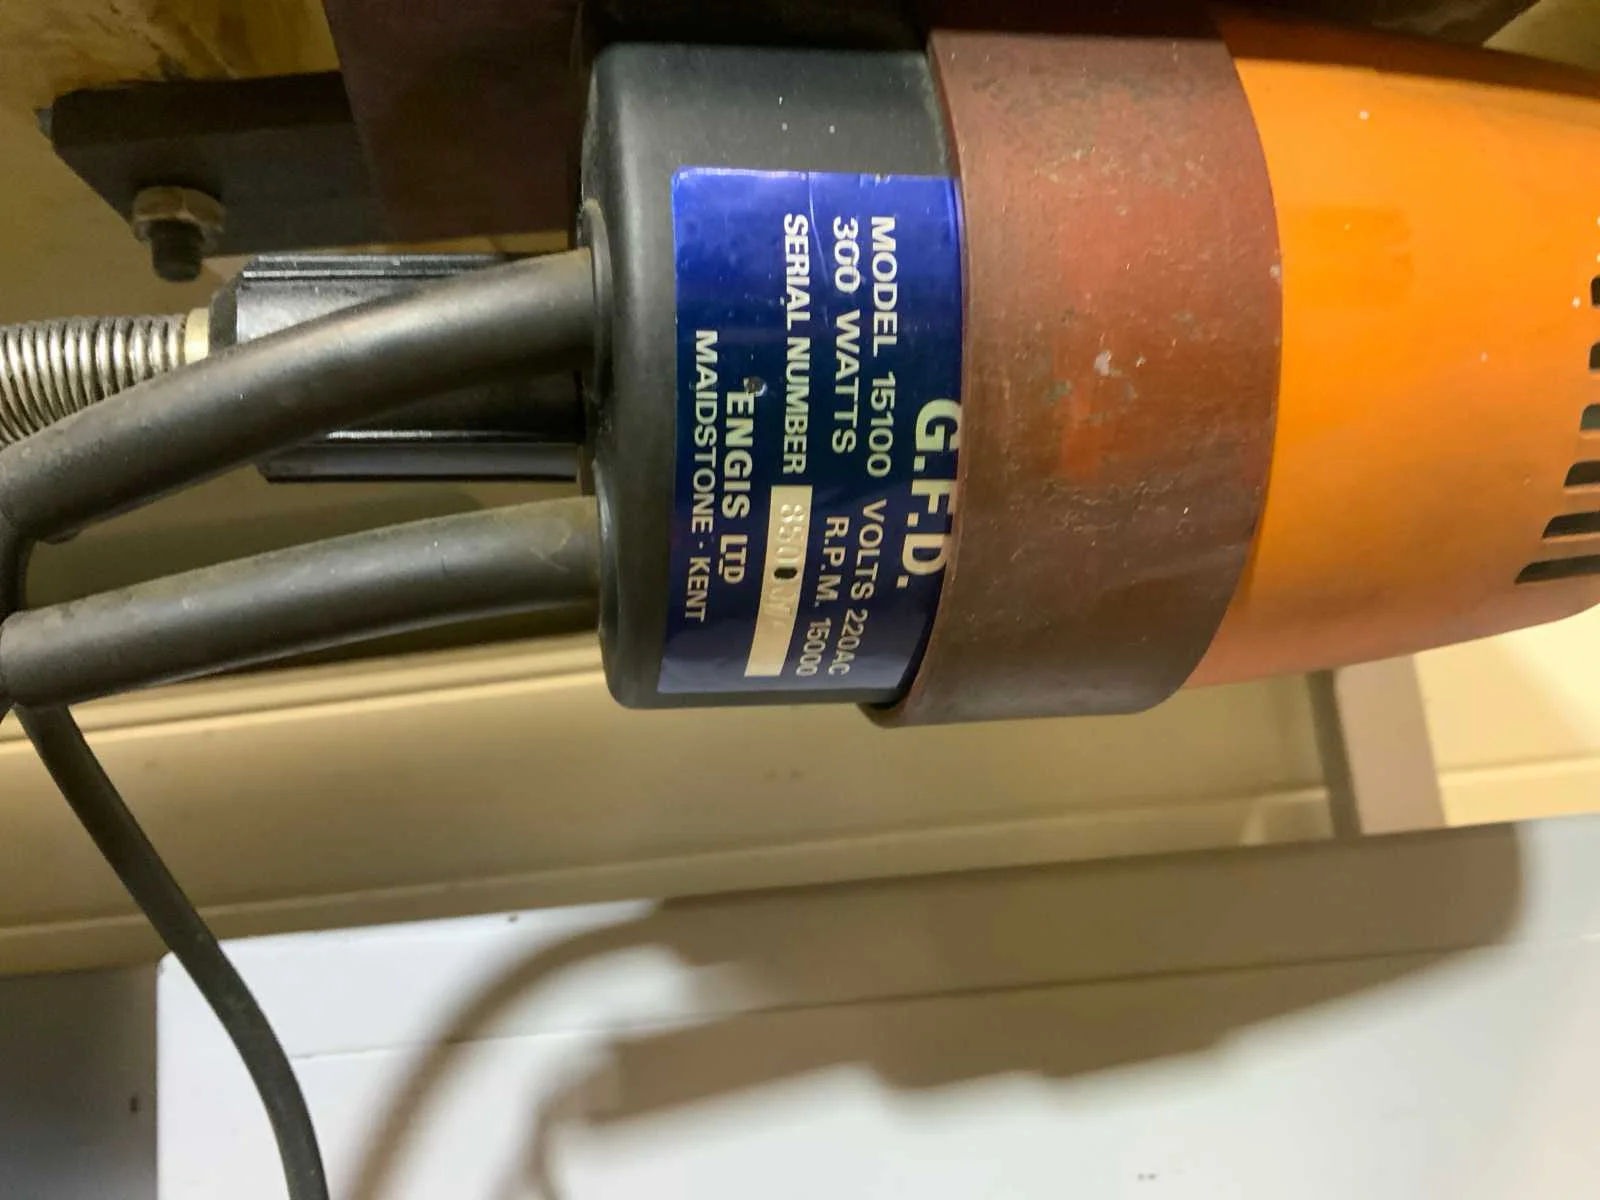 G.F.D.
MODEL 15100 VOLTS 220AC
300 WATTS R.P.M. 15000
SERIAL NUMBER
ENGIS LTD
MAIDSTONE · KENT